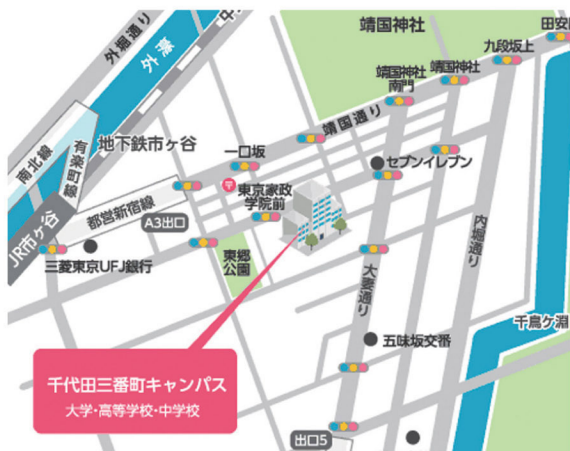 靖国神社
田安門
外堀通り
外濠
中
九段坂上
靖国神社
南門
靖国神社
靖国通り
南北線
有楽町線
地下鉄市ヶ谷
一口坂
セブンイレブン
〒
都営新宿線
東京家政
学院前
A3出口
JR市ヶ谷
三菱東京UFJ銀行
東郷
公園
内堀通り
大妻通り
千鳥ケ淵
五味坂交番
千代田三番町キャンパス
大学・高等学校・中学校
出口5